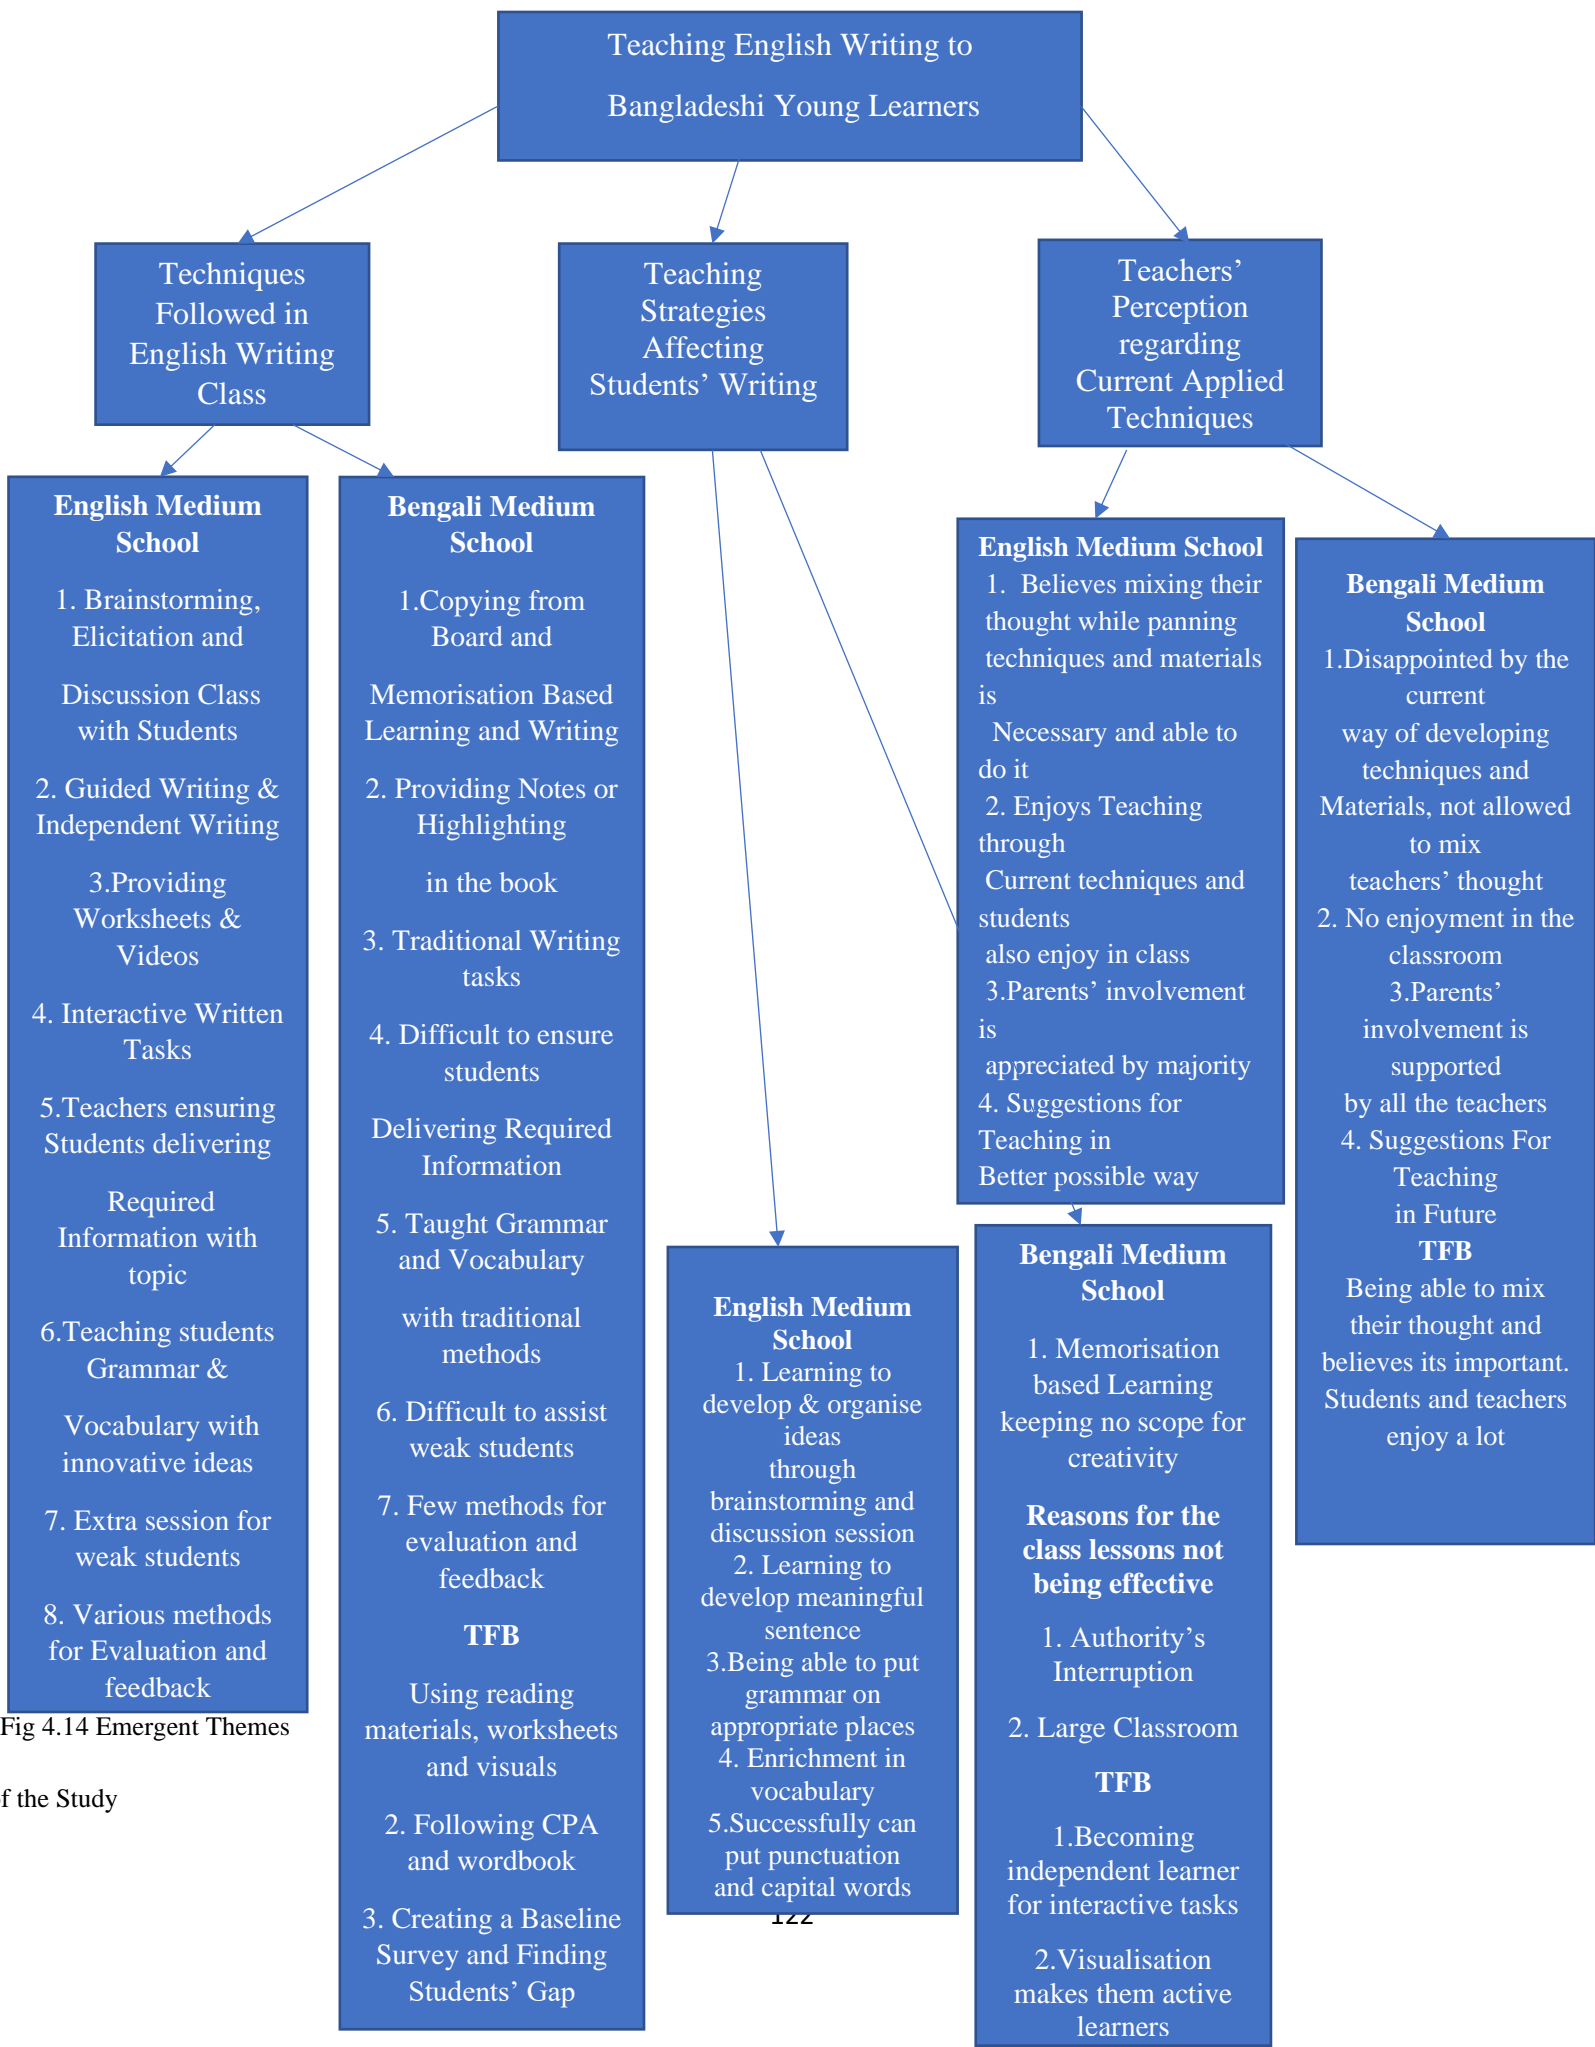 Teaching English Writing to
Bangladeshi Young Learners
Techniques
Followed in
English Writing
Class
Teaching
Strategies
Affecting
Students’ Writing
Teachers’
Perception
regarding
Current Applied
Techniques
English Medium
School
1. Brainstorming,
Elicitation and
Discussion Class
with Students
2. Guided Writing &
Independent Writing
3.Providing
Worksheets &
Videos
4. Interactive Written
Tasks
5.Teachers ensuring
Students delivering
Required
Information with
topic
6.Teaching students
Grammar &
Vocabulary with
innovative ideas
7. Extra session for
weak students
8. Various methods
for Evaluation and
feedback
Bengali Medium
School
1.Copying from
Board and
Memorisation Based
Learning and Writing
2. Providing Notes or
Highlighting
in the book
3. Traditional Writing
tasks
4. Difficult to ensure
students
Delivering Required
Information
5. Taught Grammar
and Vocabulary
with traditional
methods
6. Difficult to assist
weak students
7. Few methods for
evaluation and
feedback
TFB
Using reading
materials, worksheets
and visuals
2. Following CPA
and wordbook
3. Creating a Baseline
Survey and Finding
Students’ Gap
English Medium
School
1. Learning to
develop & organise
ideas
through
brainstorming and
discussion session
2. Learning to
develop meaningful
sentence
3.Being able to put
grammar on
appropriate places
4. Enrichment in
vocabulary
5.Successfully can
put punctuation
and capital words
Bengali Medium
School
1. Memorisation
based Learning
keeping no scope for
creativity
Reasons for the
class lessons not
being effective
1. Authority’s
Interruption
2. Large Classroom
TFB
1.Becoming
independent learner
for interactive tasks
2.Visualisation
makes them active
learners
English Medium School
1. Believes mixing their
thought while panning
techniques and materials
is
Necessary and able to
do it
2. Enjoys Teaching
through
Current techniques and
students
also enjoy in class
3.Parents’ involvement
is
appreciated by majority
4. Suggestions for
Teaching in
Better possible way
Bengali Medium
School
1.Disappointed by the
current
way of developing
techniques and
Materials, not allowed
to mix
teachers’ thought
2. No enjoyment in the
classroom
3.Parents’
involvement is
supported
by all the teachers
4. Suggestions For
Teaching
in Future
TFB
Being able to mix
their thought and
believes its important.
Students and teachers
enjoy a lot
Fig 4.14 Emergent Themes
of the Study
122